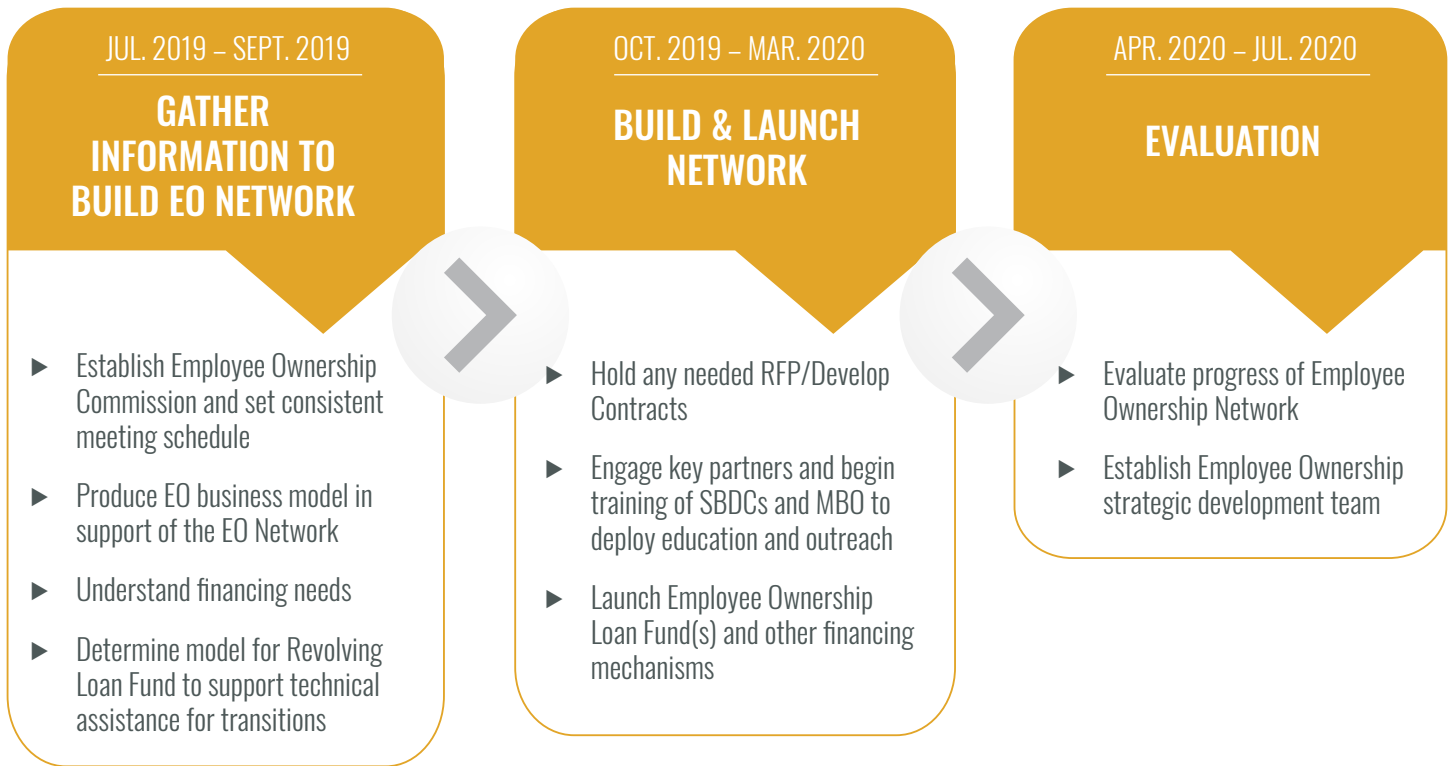 JUL. 2019 – SEPT. 2019
GATHER
INFORMATION TO
BUILD EO NETWORK
► Establish Employee Ownership
Commission and set consistent
meeting schedule
► Produce EO business model in
support of the EO Network
► Understand financing needs
► Determine model for Revolving
Loan Fund to support technical
assistance for transitions
OCT. 2019 – MAR. 2020
BUILD & LAUNCH
NETWORK
► Hold any needed RFP/Develop
Contracts
► Engage key partners and begin
training of SBDCs and MBO to
deploy education and outreach
► Launch Employee Ownership
Loan Fund(s) and other financing
mechanisms
APR. 2020 – JUL. 2020
EVALUATION
► Evaluate progress of Employee
Ownership Network
► Establish Employee Ownership
strategic development team